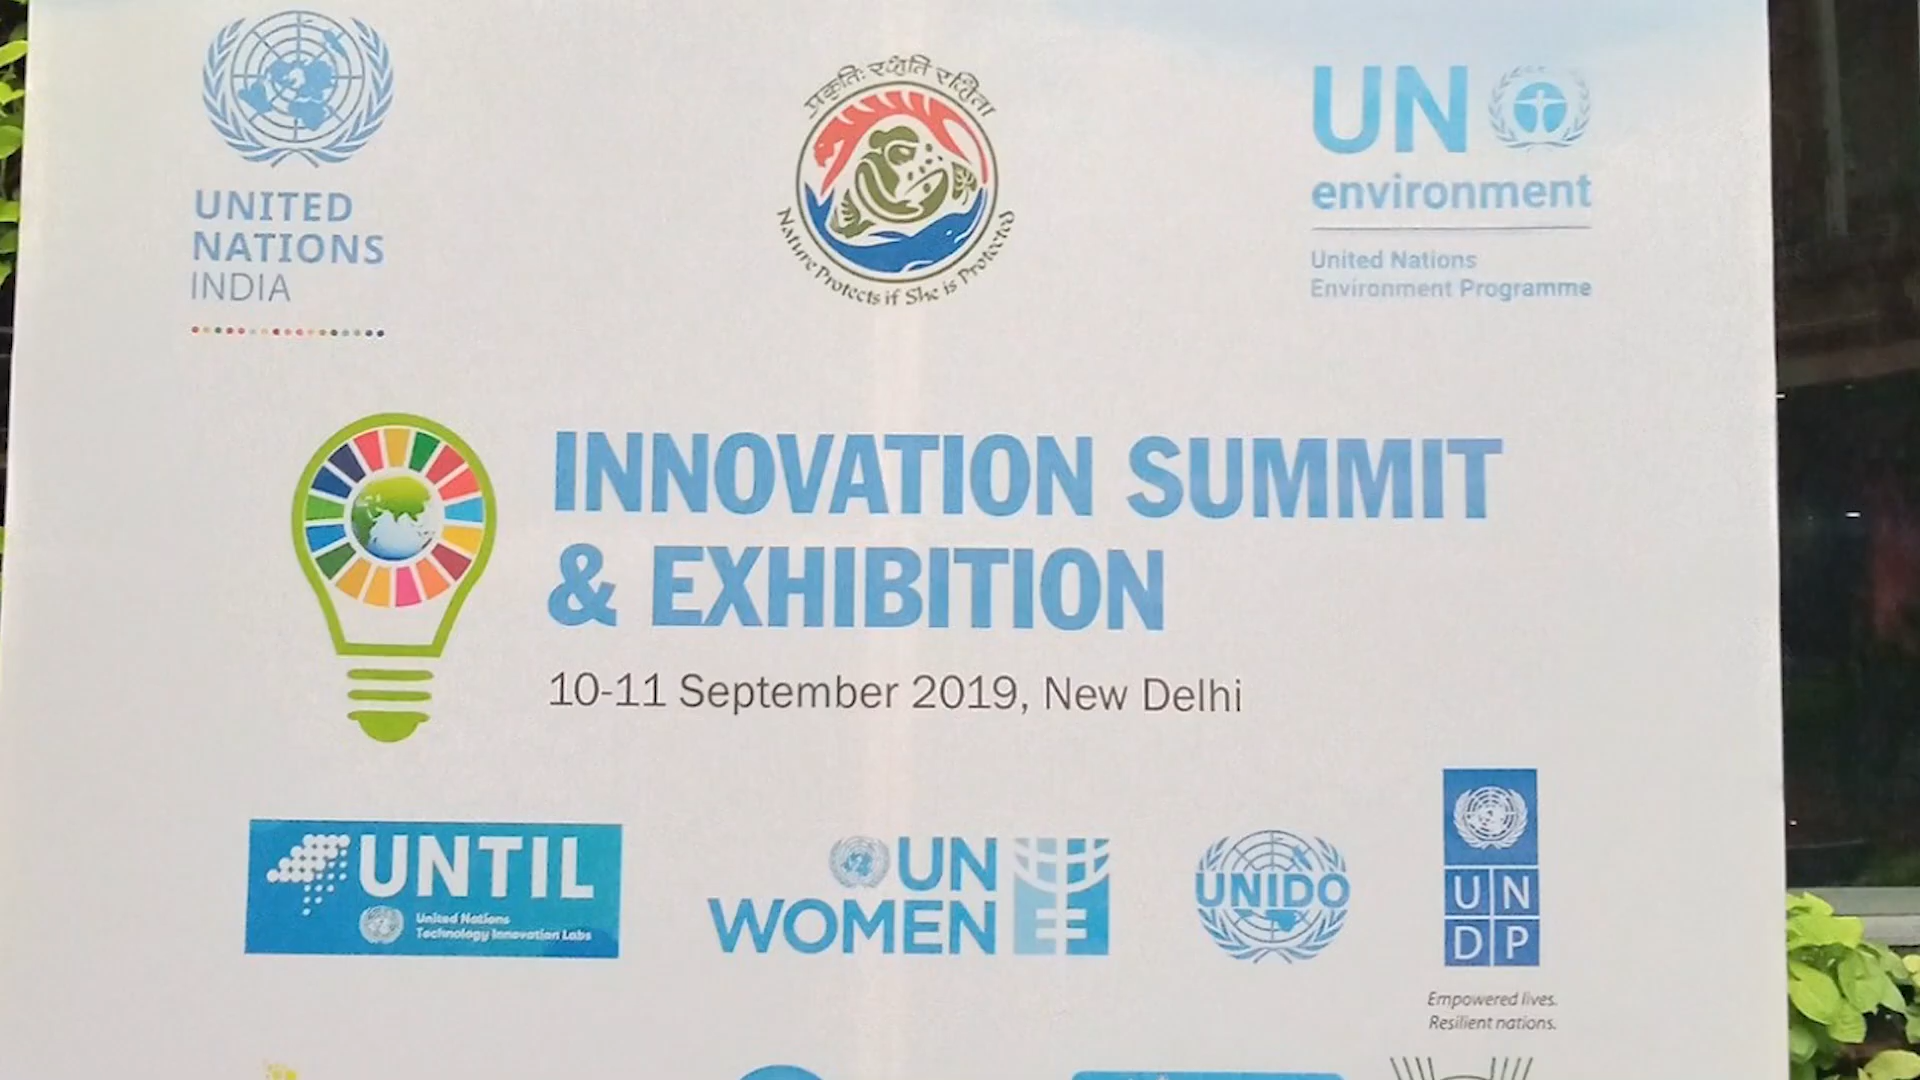 UNITED
NATIONS
INDIA
प्रकृतिः रक्षति रक्षिता
Nature Protects if She is Protected
UN
environment
United Nations
Environment Programme
INNOVATION SUMMIT
& EXHIBITION
10-11 September 2019, New Delhi
UNTIL
United Nations
Technology Innovation Labs
UN
WOMEN
UNIDO
UN
DP
Empowered lives.
Resilient nations.